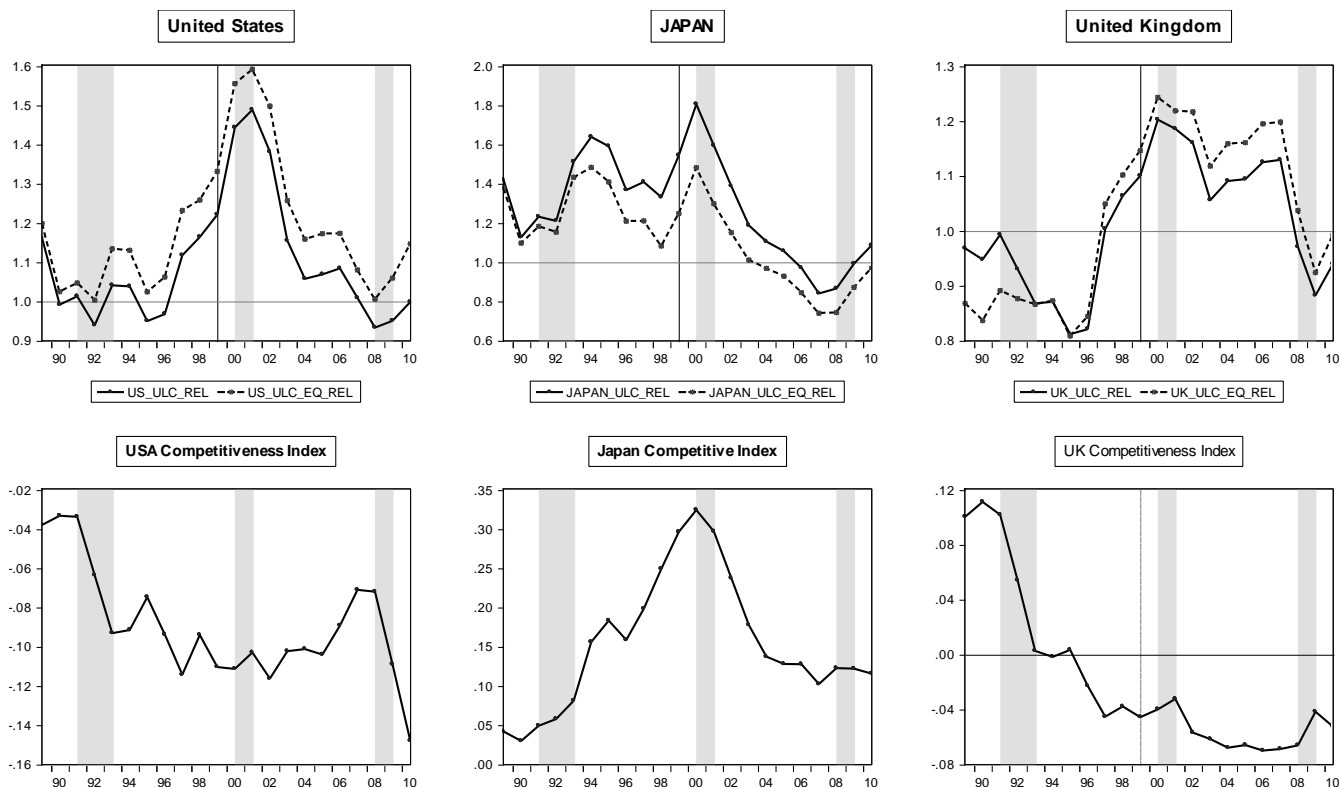 United States
JAPAN
United Kingdom
1.6
1.5
1.4
1.3
1.2
1.1
1.0
0.9
90 92 94 96 98 00 02 04 06 08 10
US_ULC_REL US_ULC_EQ_REL
2.0
1.8
1.6
1.4
1.2
1.0
0.8
0.6
90 92 94 96 98 00 02 04 06 08 10
JAPAN_ULC_REL JAPAN_ULC_EQ_REL
1.3
1.2
1.1
1.0
0.9
0.8
90 92 94 96 98 00 02 04 06 08 10
UK_ULC_REL UK_ULC_EQ_REL
USA Competitiveness Index
Japan Competitive Index
UK Competitiveness Index
-.02
-.04
-.06
-.08
-.10
-.12
-.14
-.16
90 92 94 96 98 00 02 04 06 08 10
.35
.30
.25
.20
.15
.10
.05
.00
90 92 94 96 98 00 02 04 06 08 10
.12
.08
.04
.00
-.04
-.08
90 92 94 96 98 00 02 04 06 08 10